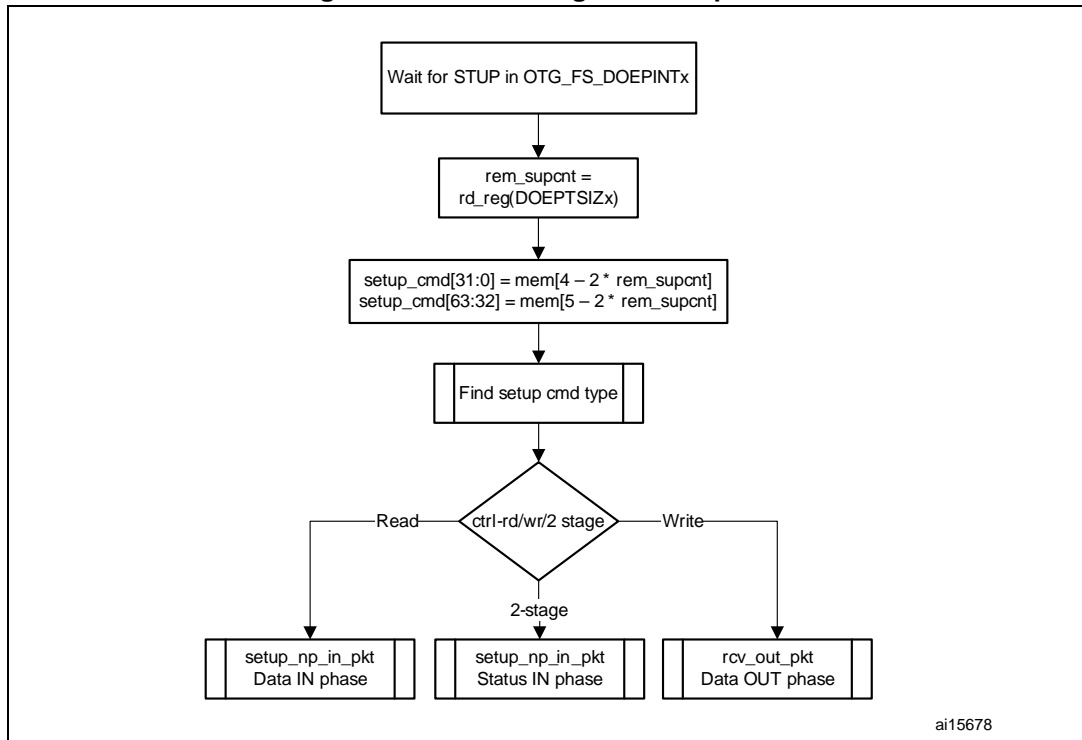 Wait for STUP in OTG_FS_DOEPINTx
rem_supcnt =
rd_reg(DOEPTSIZx)
setup_cmd[31:0] = mem[4 – 2 * rem_supcnt]
setup_cmd[63:32] = mem[5 – 2 * rem_supcnt]
Find setup cmd type
ctrl-rd/wr/2 stage
Read
Write
2-stage
setup_np_in_pkt
Data IN phase
setup_np_in_pkt
Status IN phase
rcv_out_pkt
Data OUT phase
ai15678